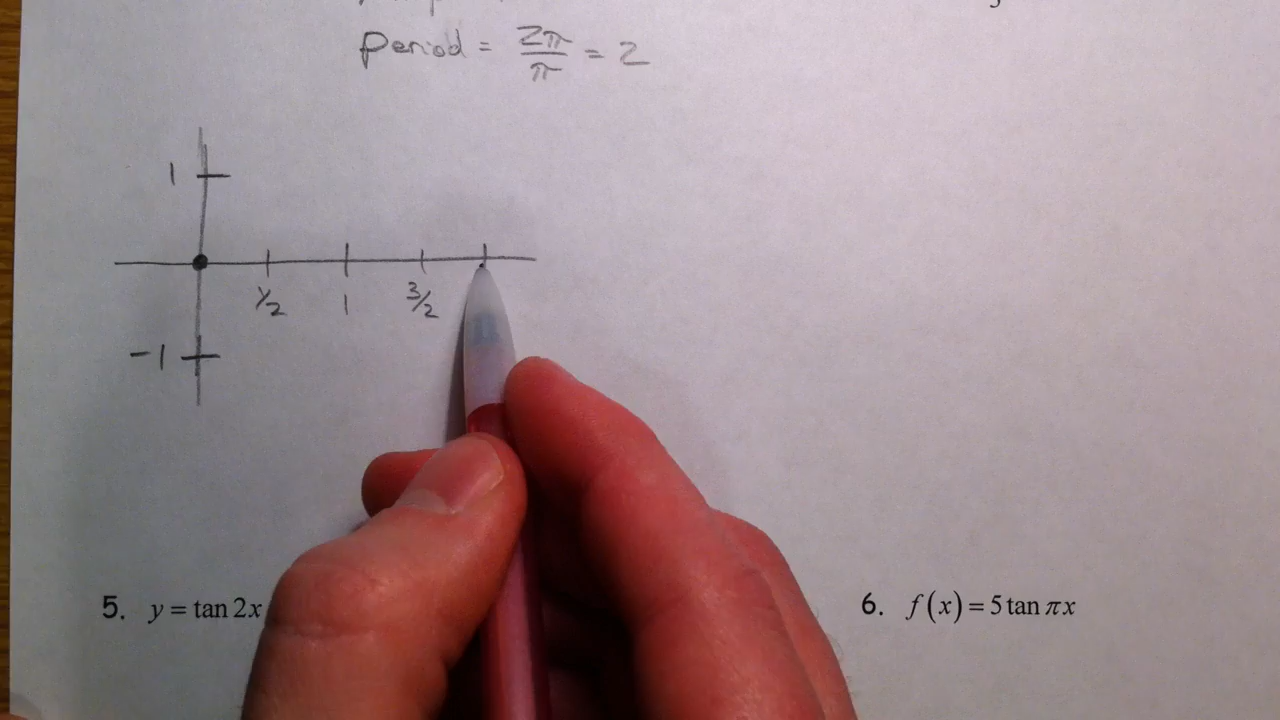 period = 2π/π = 2
1
1/2 1 3/2
-1
5. y = tan 2x
6. f(x) = 5 tan πx